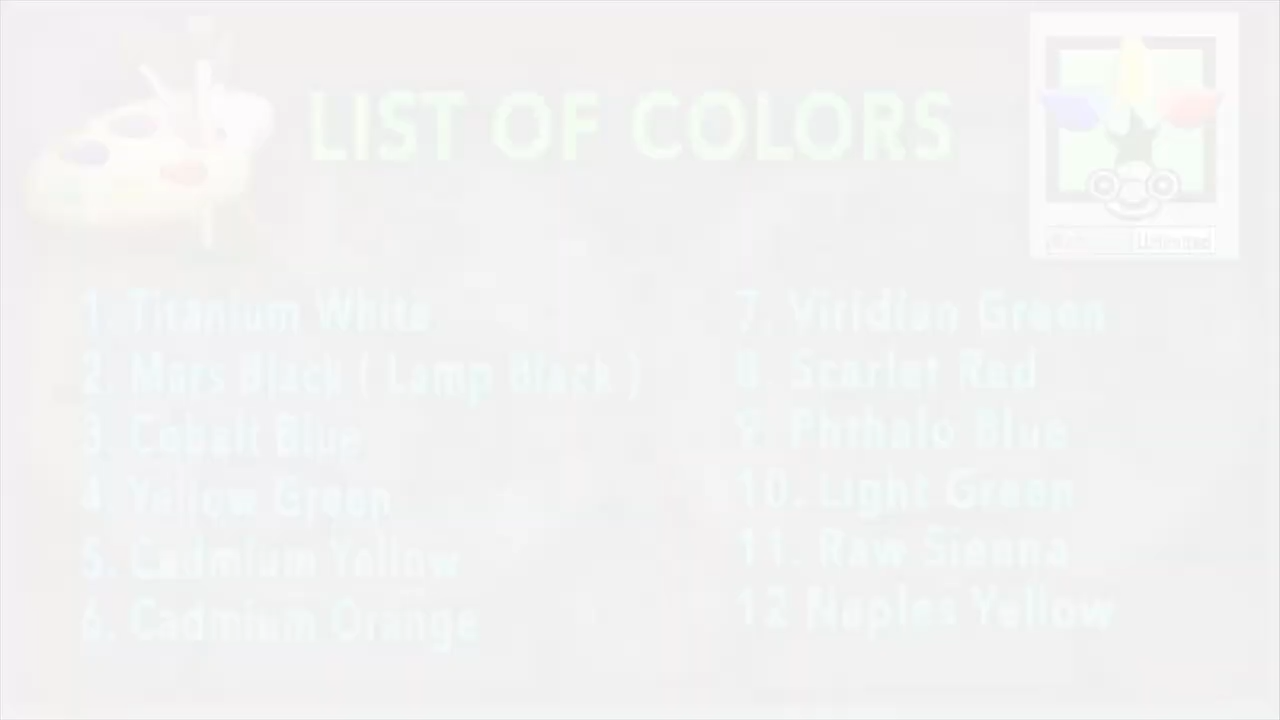 LIST OF COLORS
1. Titanium White
2. Mars Black ( Lamp Black )
3. Cobalt Blue
4. Yellow Green
5. Cadmium Yellow
6. Cadmium Orange
7. Viridian Green
8. Scarlet Red
9. Phthalo Blue
10. Light Green
11. Raw Sienna
12 Naples Yellow
Unlimited